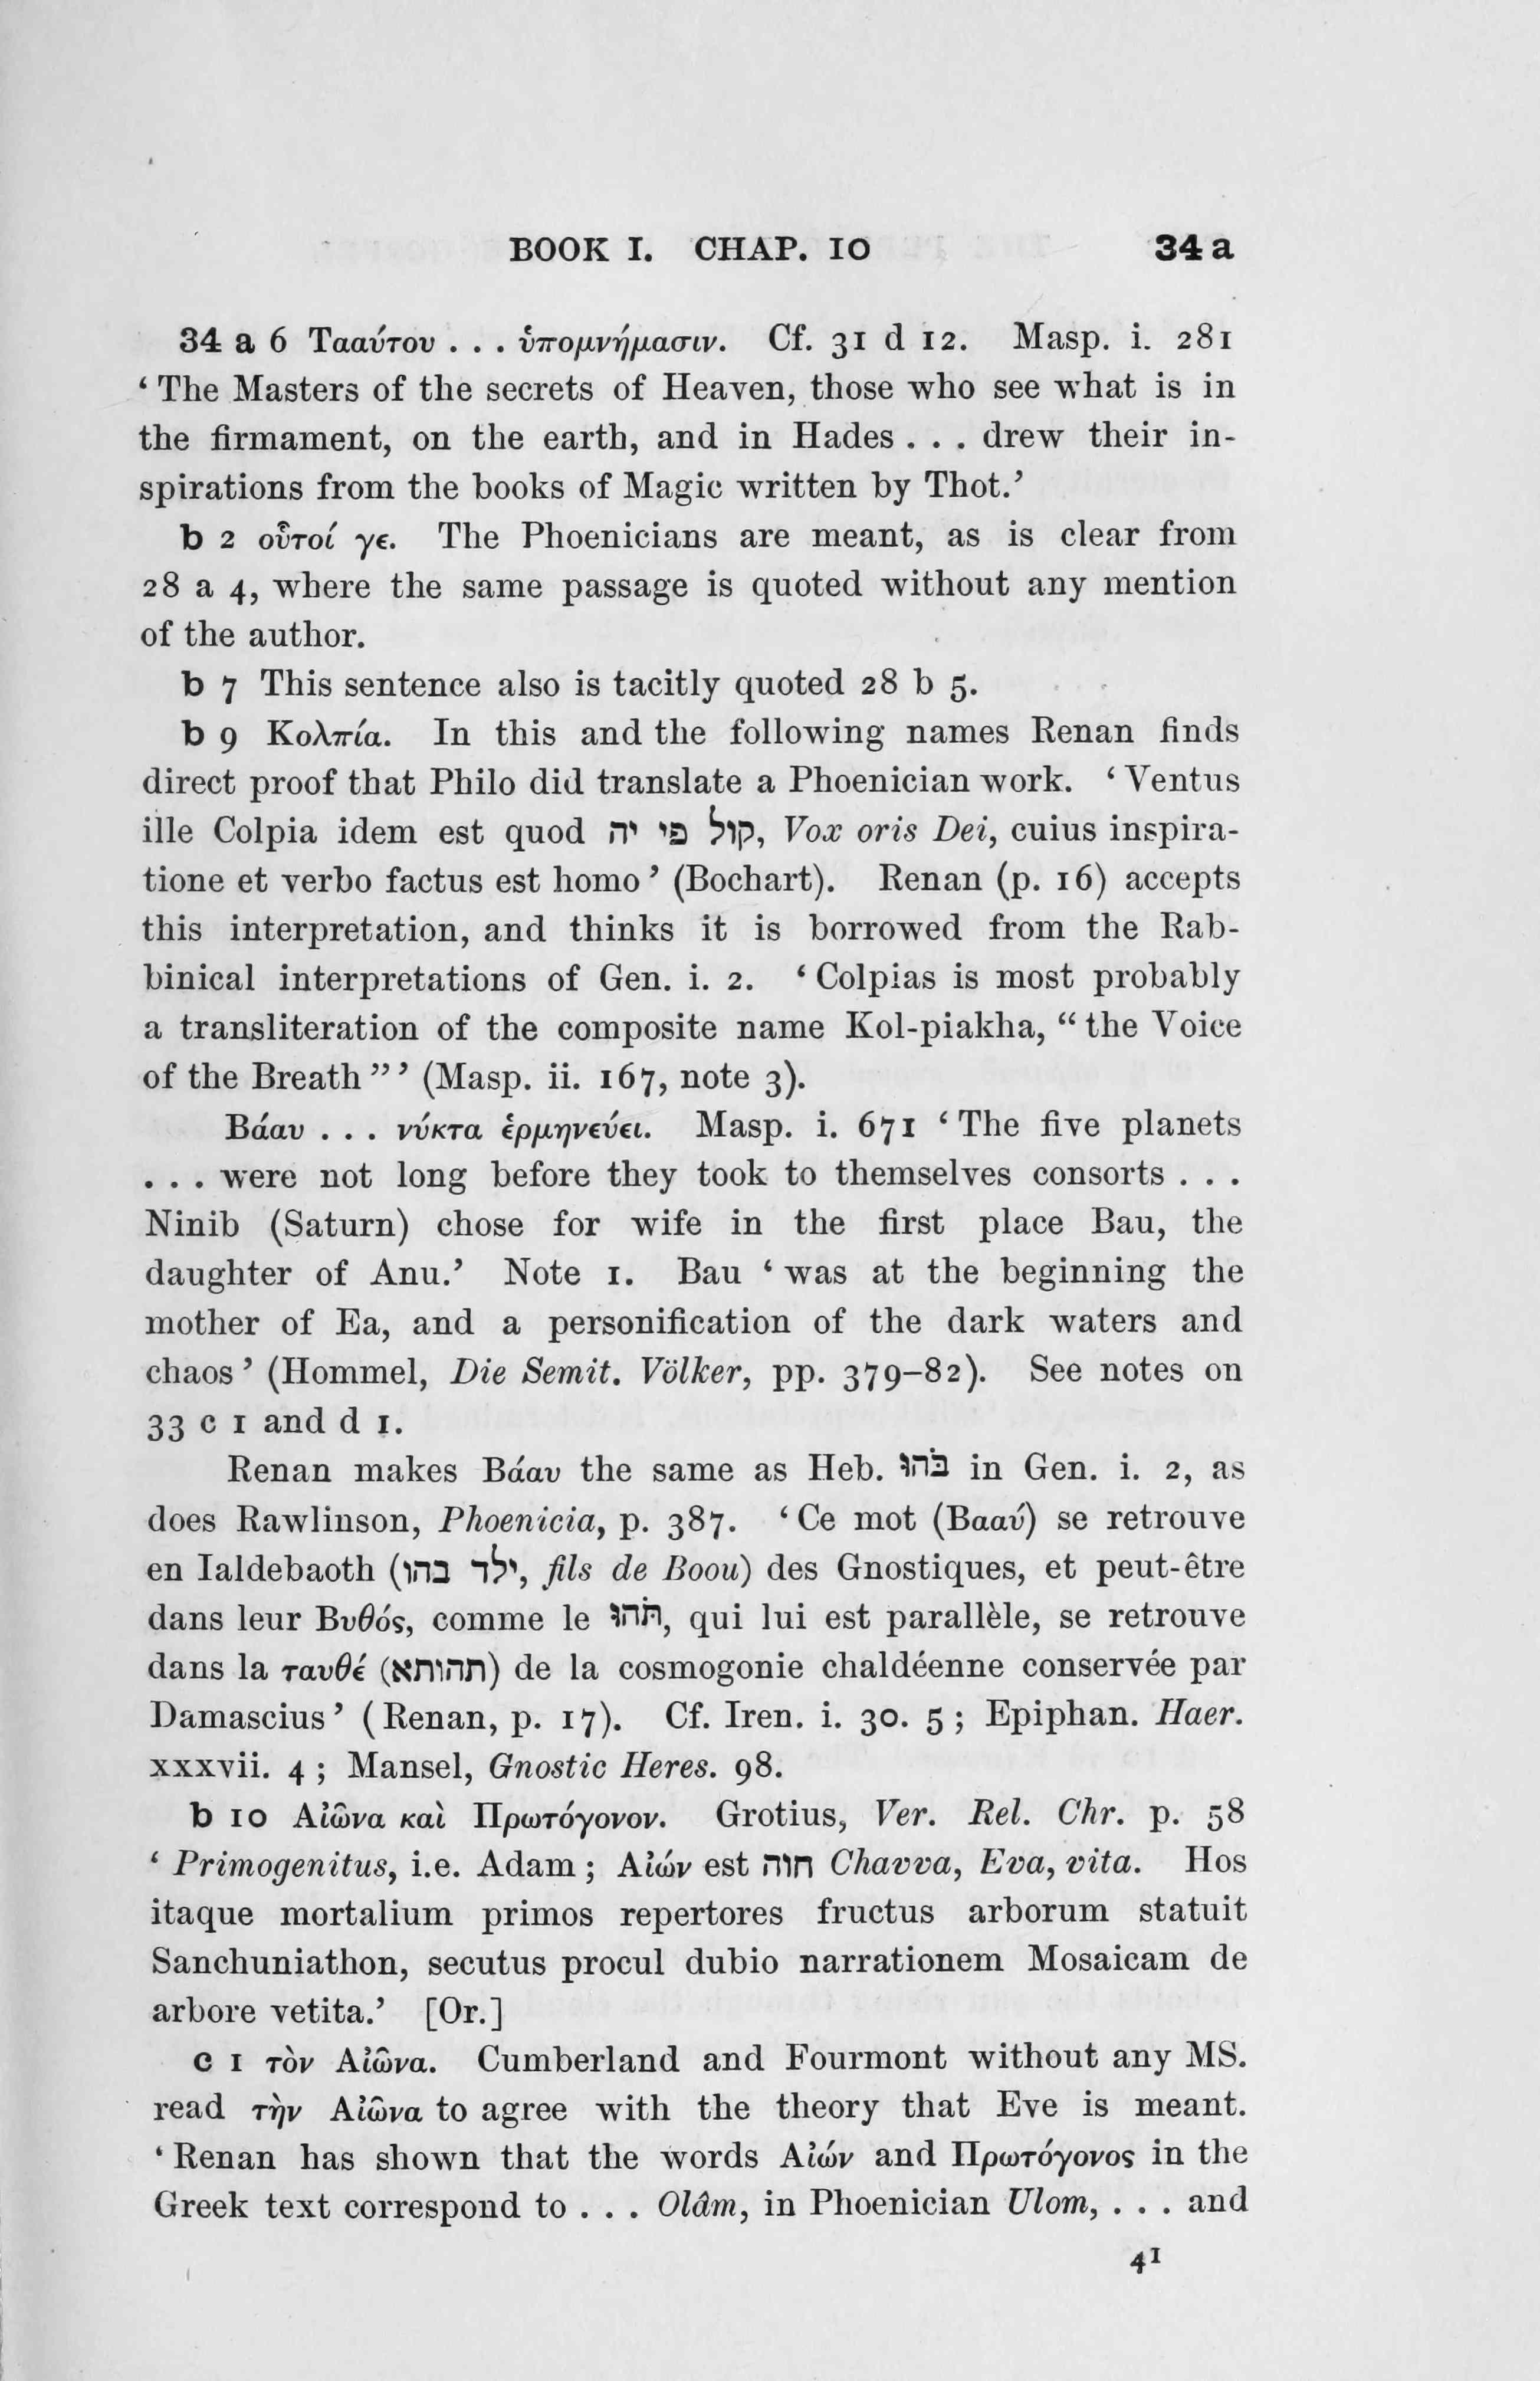 BOOK I. CHAP. 10 34 a
34 a 6 Τααύτου . . . ὑπομνήμασιν. Cf. 31 d 12. Masp. i. 281
‘ The Masters of the secrets of Heaven, those who see what is in
the firmament, on the earth, and in Hades . . . drew their in-
spirations from the books of Magic written by Thot.’
b 2 οὗτοί γε. The Phoenicians are meant, as is clear from
28 a 4, where the same passage is quoted without any mention
of the author.
b 7 This sentence also is tacitly quoted 28 b 5.
b 9 Κολπία. In this and the following names Renan finds
direct proof that Philo did translate a Phoenician work. ‘ Ventus
ille Colpia idem est quod קול פי יה, Vox oris Dei, cuius inspira-
tione et verbo factus est homo ’ (Bochart). Renan (p. 16) accepts
this interpretation, and thinks it is borrowed from the Rab-
binical interpretations of Gen. i. 2. ‘ Colpias is most probably
a transliteration of the composite name Kol-piakha, “ the Voice
of the Breath ” ’ (Masp. ii. 167, note 3).
Βάαυ . . . νύκτα ἑρμηνεύει. Masp. i. 671 ‘ The five planets
. . . were not long before they took to themselves consorts . . .
Ninib (Saturn) chose for wife in the first place Bau, the
daughter of Anu.’ Note 1. Bau ‘ was at the beginning the
mother of Ea, and a personification of the dark waters and
chaos ’ (Hommel, Die Semit. Völker, pp. 379–82). See notes on
33 c 1 and d 1.
Renan makes Βάαυ the same as Heb. בֹּהוּ in Gen. i. 2, as
does Rawlinson, Phoenicia, p. 387. ‘ Ce mot (Βααύ) se retrouve
en Ialdebaoth (ילד בהו, fils de Boou) des Gnostiques, et peut-être
dans leur Βυθός, comme le תֹּהוּ, qui lui est parallèle, se retrouve
dans la ταυθέ (תהותא) de la cosmogonie chaldéenne conservée par
Damascius ’ (Renan, p. 17). Cf. Iren. i. 30. 5 ; Epiphan. Haer.
xxxvii. 4 ; Mansel, Gnostic Heres. 98.
b 10 Αἰῶνα καὶ Πρωτόγονον. Grotius, Ver. Rel. Chr. p. 58
‘ Primogenitus, i.e. Adam ; Αἰών est חוה Chavva, Eva, vita. Hos
itaque mortalium primos repertores fructus arborum statuit
Sanchuniathon, secutus procul dubio narrationem Mosaicam de
arbore vetita.’ [Or.]
c 1 τὸν Αἰῶνα. Cumberland and Fourmont without any MS.
read τὴν Αἰῶνα to agree with the theory that Eve is meant.
‘ Renan has shown that the words Αἰών and Πρωτόγονος in the
Greek text correspond to . . . Olâm, in Phoenician Ulom, . . . and
41